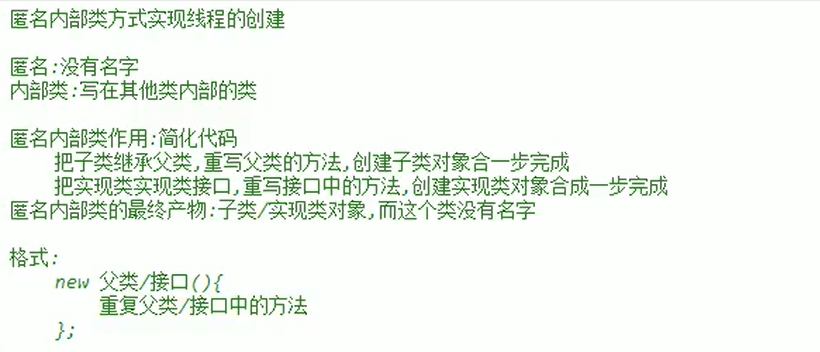 匿名内部类方式实现线程的创建
匿名:没有名字
内部类:写在其他类内部的类
匿名内部类作用:简化代码
把子类继承父类,重写父类的方法,创建子类对象合一步完成
把实现类实现类接口,重写接口中的方法,创建实现类对象合成一步完成
匿名内部类的最终产物:子类/实现类对象,而这个类没有名字
格式:
new 父类/接口(){
重复父类/接口中的方法
};